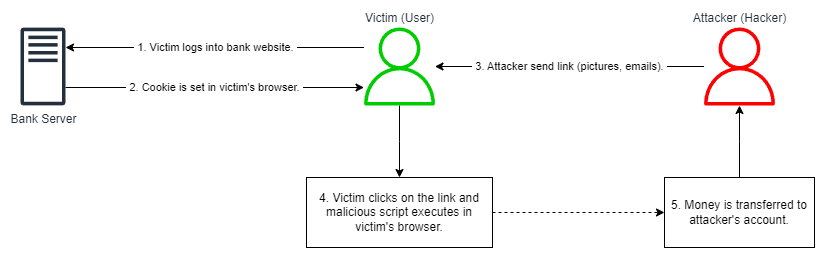 Victim (User)
Attacker (Hacker)
1. Victim logs into bank website.
3. Attacker send link (pictures, emails).
2. Cookie is set in victim's browser.
Bank Server
4. Victim clicks on the link and
malicious script executes in
victim's browser.
5. Money is transferred to
attacker's account.